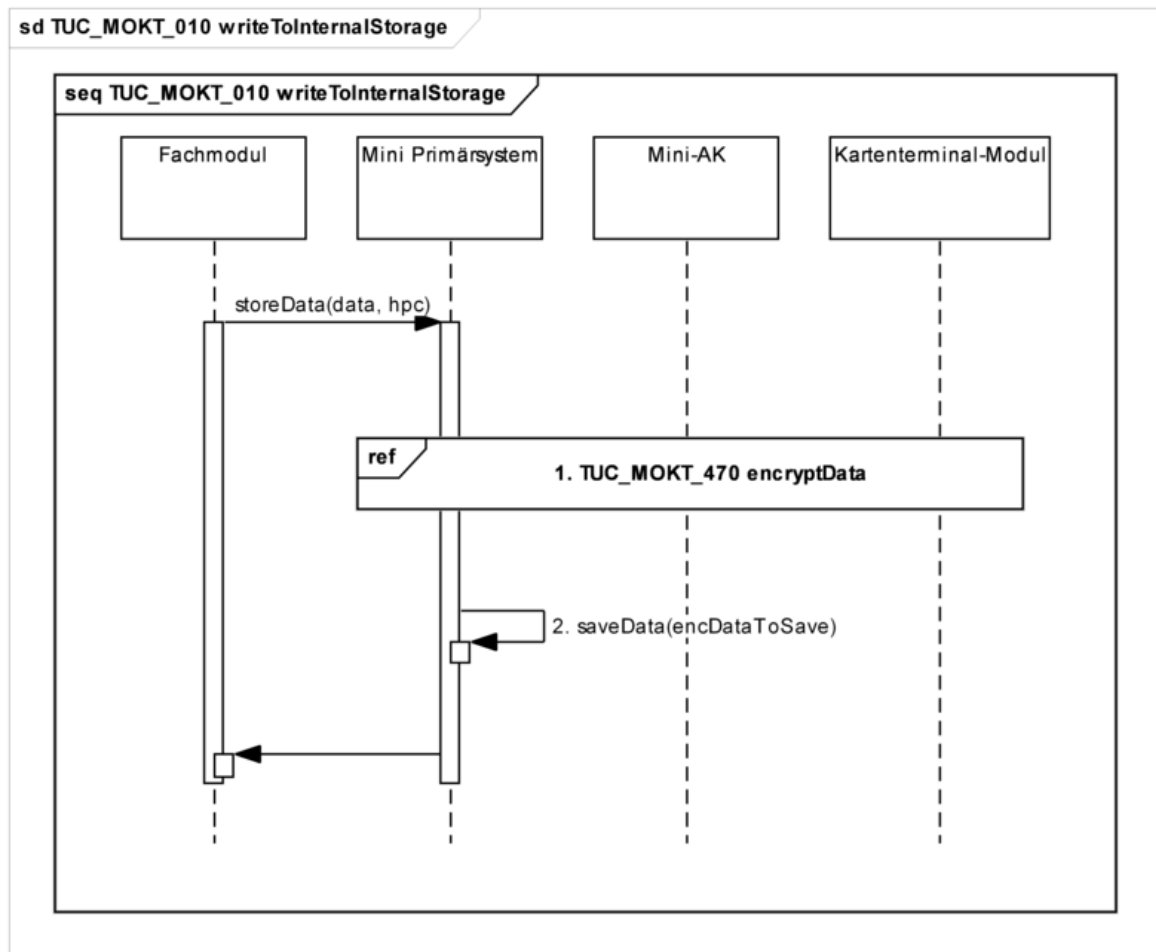 sd TUC_MOKT_010 writeToInternalStorage
seq TUC_MOKT_010 writeToInternalStorage
Fachmodul
Mini Primärsystem
Mini-AK
Kartenterminal-Modul
storeData(data, hpc)
ref
1. TUC_MOKT_470 encryptData
2. saveData(encDataToSave)